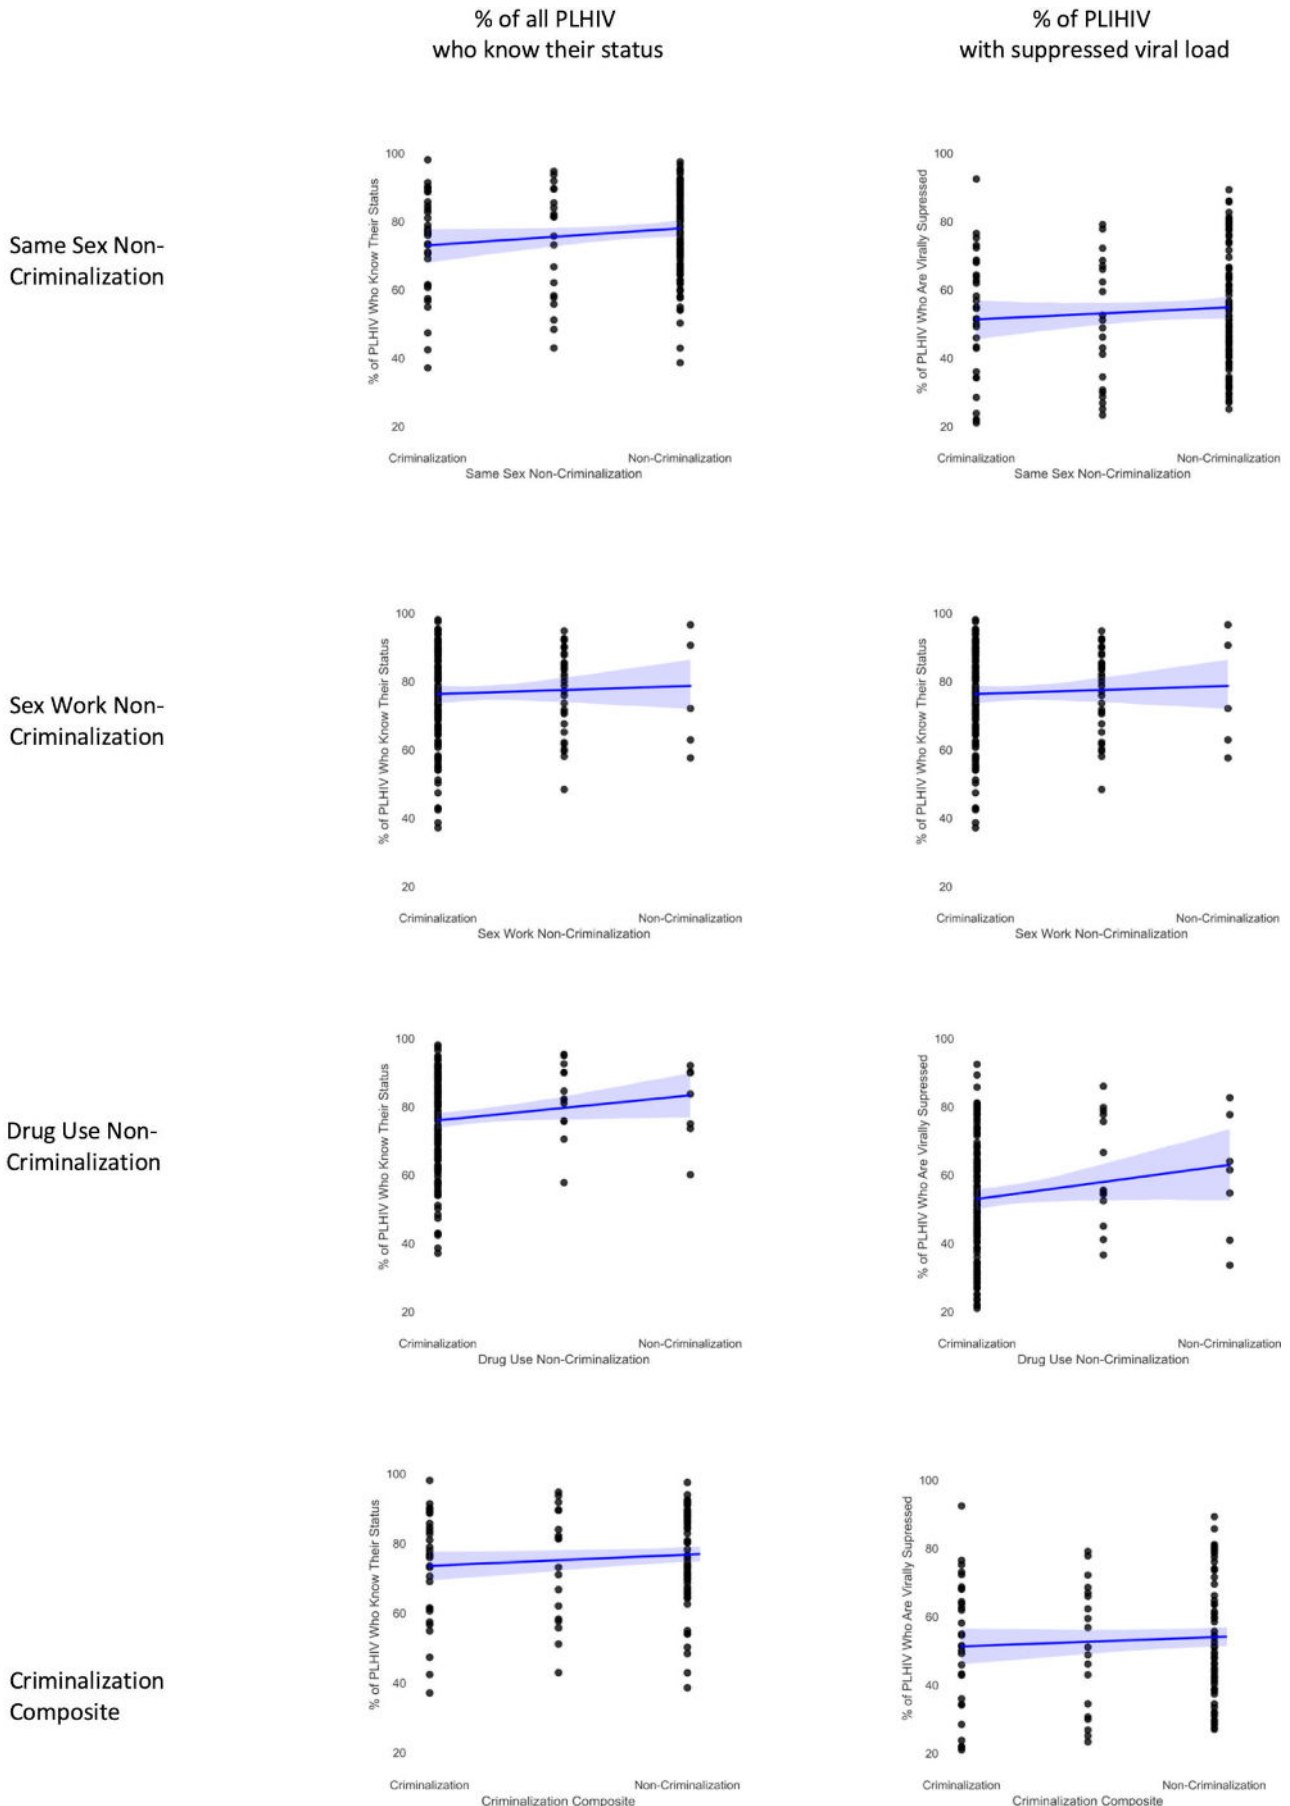 % of all PLHIV
who know their status
% of PLIHIV
with suppressed viral load
Same Sex Non-
Criminalization
% of PLHIV Who Know Their Status
100
80
60
40
20
Criminalization
Non-Criminalization
Same Sex Non-Criminalization
% of PLHIV Who Are Virally Supressed
100
80
60
40
20
Criminalization
Non-Criminalization
Same Sex Non-Criminalization
Sex Work Non-
Criminalization
% of PLHIV Who Know Their Status
100
80
60
40
20
Criminalization
Non-Criminalization
Sex Work Non-Criminalization
% of PLHIV Who Know Their Status
100
80
60
40
20
Criminalization
Non-Criminalization
Sex Work Non-Criminalization
Drug Use Non-
Criminalization
% of PLHIV Who Know Their Status
100
80
60
40
20
Criminalization
Non-Criminalization
Drug Use Non-Criminalization
% of PLHIV Who Are Virally Supressed
100
80
60
40
20
Criminalization
Non-Criminalization
Drug Use Non-Criminalization
Criminalization
Composite
% of PLHIV Who Know Their Status
100
80
60
40
20
Criminalization
Non-Criminalization
Criminalization Composite
% of PLHIV Who Are Virally Supressed
100
80
60
40
20
Criminalization
Non-Criminalization
Criminalization Composite